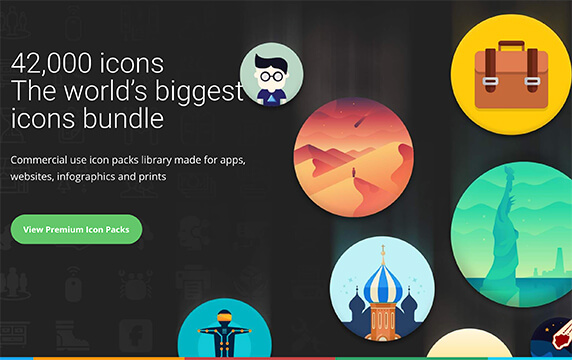 42,000 icons
The world's biggest
icons bundle
Commercial use icon packs library made for apps,
websites, infographics and prints
View Premium Icon Packs